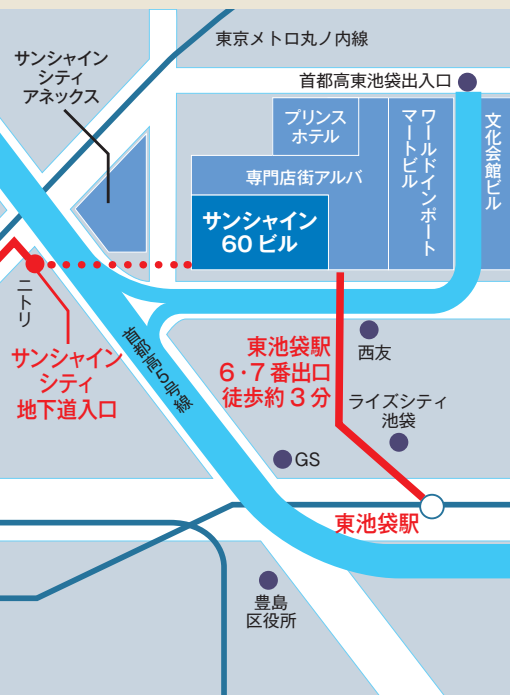 東京メトロ丸ノ内線
サンシャイン
シティ
アネックス
首都高東池袋出入口
プリンス
ホテル
ワールドインポート
マートビル
文化会館ビル
専門店街アルパ
サンシャイン
60 ビル
ニトリ
サンシャイン
シティ
地下道入口
首都高5号線
東池袋駅
6・7 番出口
徒歩約 3 分
西友
ライズシティ
池袋
GS
東池袋駅
豊島
区役所